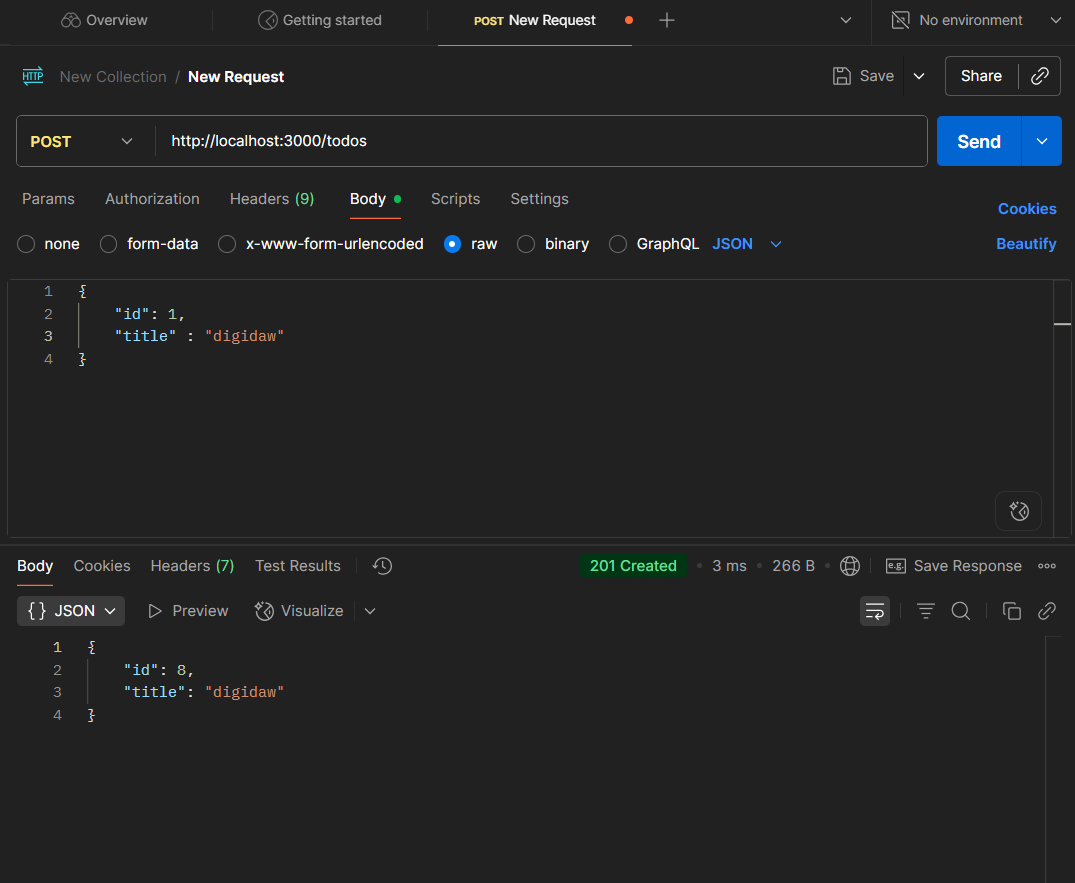 Overview Getting started POST New Request No environment
HTTP New Collection / New Request Save Share
POST http://localhost:3000/todos Send
Params Authorization Headers (9) Body Scripts Settings Cookies
none form-data x-www-form-urlencoded raw binary GraphQL JSON Beautify
1 {
2 "id": 1,
3 "title" : "digidaw"
4 }
Body Cookies Headers (7) Test Results 201 Created • 3 ms • 266 B • e.g. Save Response
{} JSON Preview Visualize
1 {
2 "id": 8,
3 "title": "digidaw"
4 }